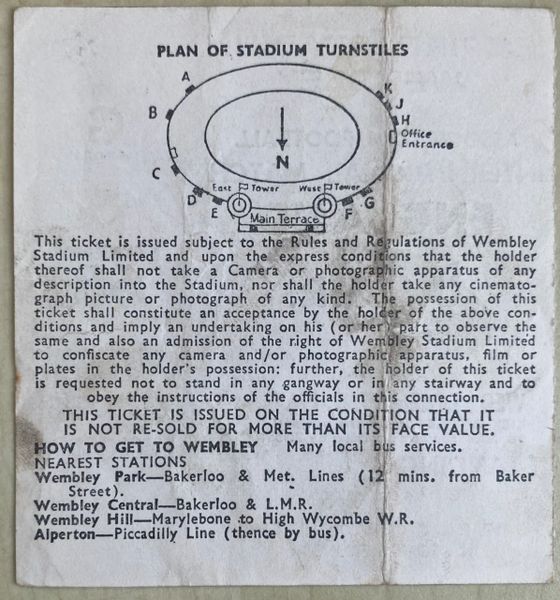 PLAN OF STADIUM TURNSTILES
A
K
J
B
H
Office
Entrance
N
C
East Tower
West Tower
D
G
E
F
Main Terrace
This ticket is issued subject to the Rules and Regulations of Wembley
Stadium Limited and upon the express conditions that the holder
thereof shall not take a Camera or photographic apparatus of any
description into the Stadium, nor shall the holder take any cinemato-
graph picture or photograph of any kind. The possession of this
ticket shall constitute an acceptance by the holder of the above con-
ditions and imply an undertaking on his (or her) part to observe the
same and also an admission of the right of Wembley Stadium Limited
to confiscate any camera and/or photographic apparatus, film or
plates in the holder's possession: further, the holder of this ticket
is requested not to stand in any gangway or in any stairway and to
obey the instructions of the officials in this connection.
THIS TICKET IS ISSUED ON THE CONDITION THAT IT
IS NOT RE-SOLD FOR MORE THAN ITS FACE VALUE.
HOW TO GET TO WEMBLEY Many local bus services.
NEAREST STATIONS
Wembley Park—Bakerloo & Met. Lines (12 mins. from Baker
Street).
Wembley Central—Bakerloo & L.M.R.
Wembley Hill—Marylebone to High Wycombe W.R.
Alperton—Piccadilly Line (thence by bus).